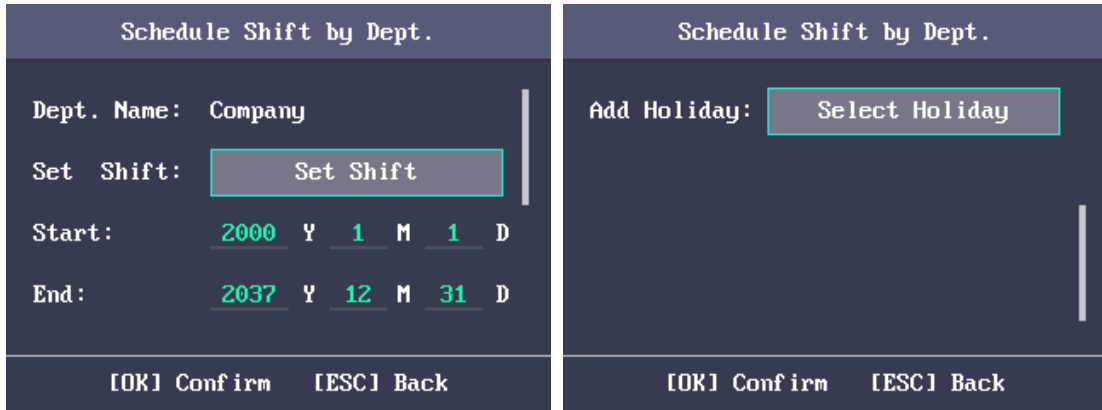 Schedule Shift by Dept.
Dept. Name: Company
Set Shift: Set Shift
Start: 2000 Y 1 M 1 D
End: 2037 Y 12 M 31 D
[OK] Confirm [ESC] Back
Schedule Shift by Dept.
Add Holiday: Select Holiday
[OK] Confirm [ESC] Back